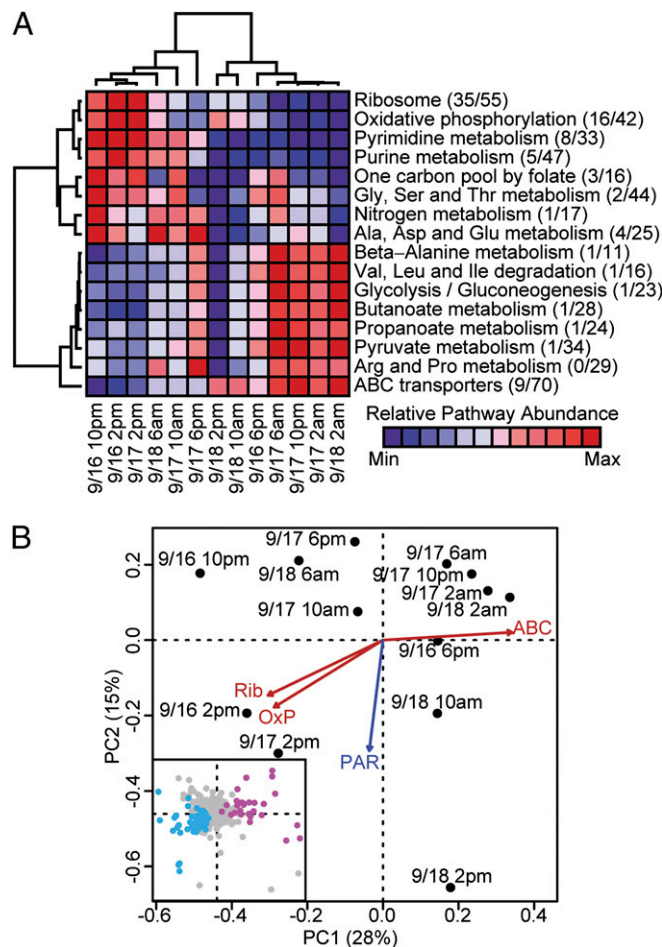 A
Ribosome (35/55)
Oxidative phosphorylation (16/42)
Pyrimidine metabolism (8/33)
Purine metabolism (5/47)
One carbon pool by folate (3/16)
Gly, Ser and Thr metabolism (2/44)
Nitrogen metabolism (1/17)
Ala, Asp and Glu metabolism (4/25)
Beta−Alanine metabolism (1/11)
Val, Leu and Ile degradation (1/16)
Glycolysis / Gluconeogenesis (1/23)
Butanoate metabolism (1/28)
Propanoate metabolism (1/24)
Pyruvate metabolism (1/34)
Arg and Pro metabolism (0/29)
ABC transporters (9/70)
9/16 10pm
9/16 2pm
9/17 2pm
9/18 6am
9/17 10am
9/17 6pm
9/18 2pm
9/18 10am
9/16 6pm
9/17 6am
9/17 10pm
9/17 2am
9/18 2am
Relative Pathway Abundance
Min Max
B
9/17 6pm
9/16 10pm
9/18 6am
9/17 10am
9/17 6am
9/17 10pm
9/17 2am
9/18 2am
ABC
9/16 6pm
Rib
OxP
9/16 2pm
9/17 2pm
9/18 10am
PAR
9/18 2pm
0.2
0.0
-0.2
-0.4
-0.6
PC2 (15%)
-0.6 -0.4 -0.2 0.0 0.2 0.4
PC1 (28%)